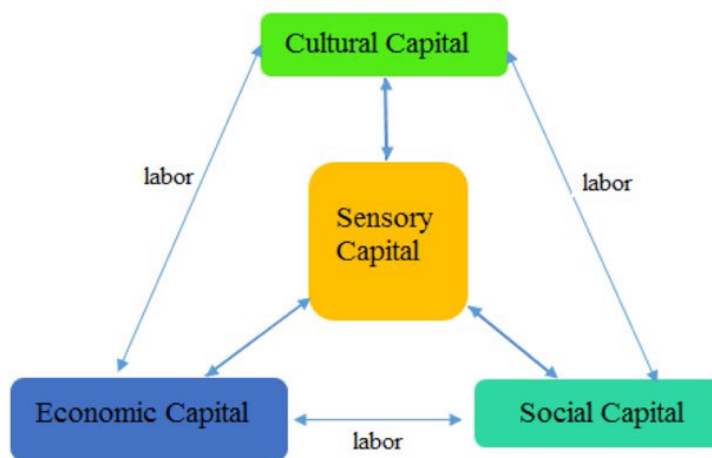 Cultural Capital
labor
labor
Sensory
Capital
Economic Capital
Social Capital
labor